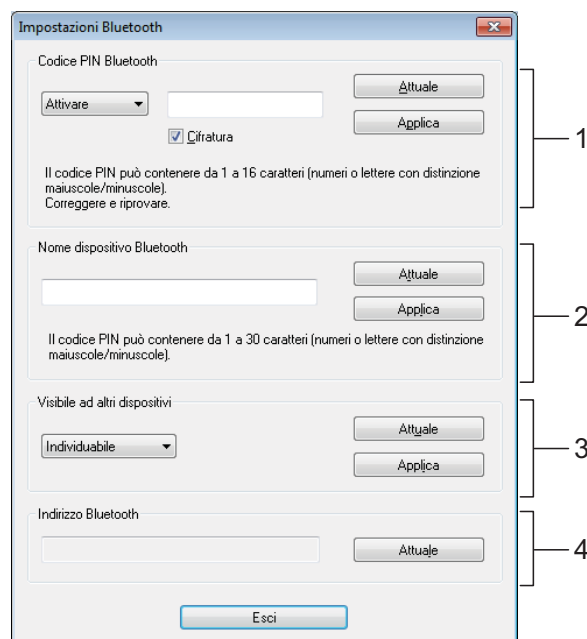 Impostazioni Bluetooth
Codice PIN Bluetooth
Attivare
Attuale
Applica
Cifratura
Il codice PIN può contenere da 1 a 16 caratteri (numeri o lettere con distinzione
maiuscole/minuscole).
Correggere e riprovare.
1
Nome dispositivo Bluetooth
Attuale
Applica
Il codice PIN può contenere da 1 a 30 caratteri (numeri o lettere con distinzione
maiuscole/minuscole).
2
Visibile ad altri dispositivi
Individuabile
Attuale
Applica
3
Indirizzo Bluetooth
Attuale
4
Esci